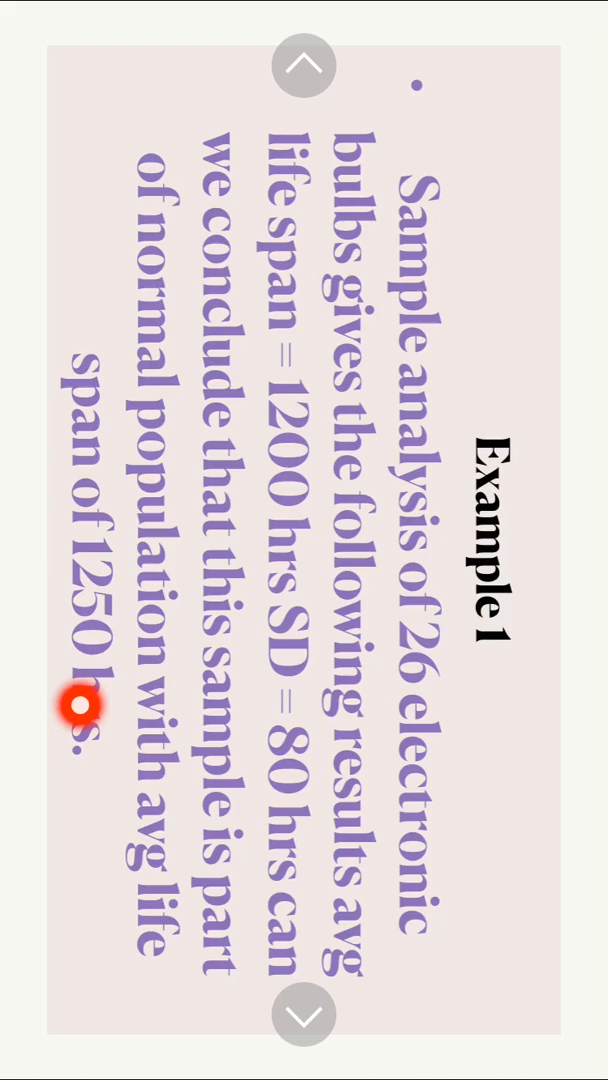 Example 1
• Sample analysis of 26 electronic
bulbs gives the following results avg
life span = 1200 hrs SD = 80 hrs can
we conclude that this sample is part
of normal population with avg life
span of 1250 hrs.